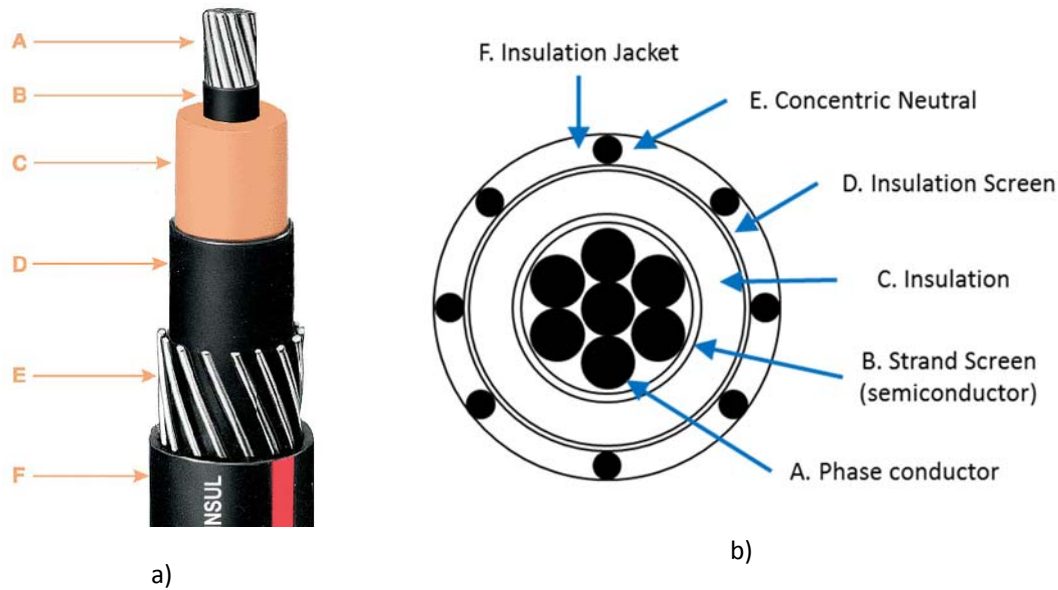 A
B
C
D
E
F
NSUL
a)
F. Insulation Jacket
E. Concentric Neutral
D. Insulation Screen
C. Insulation
B. Strand Screen
(semiconductor)
A. Phase conductor
b)